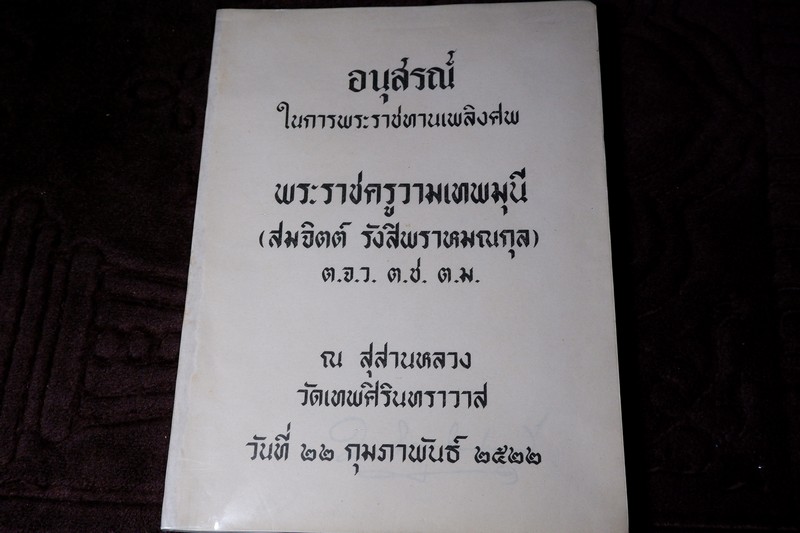 อนุสรณ์
ในการพระราชทานเพลิงศพ
พระราชครูวามเทพมุนี
(สมจิตต์ รังสิพราหมณกุล)
ต.จ.ว. ต.ช. ต.ม.
ณ สุสานหลวง
วัดเทพศิรินทราวาส
วันที่ ๒๒ กุมภาพันธ์ ๒๕๒๒